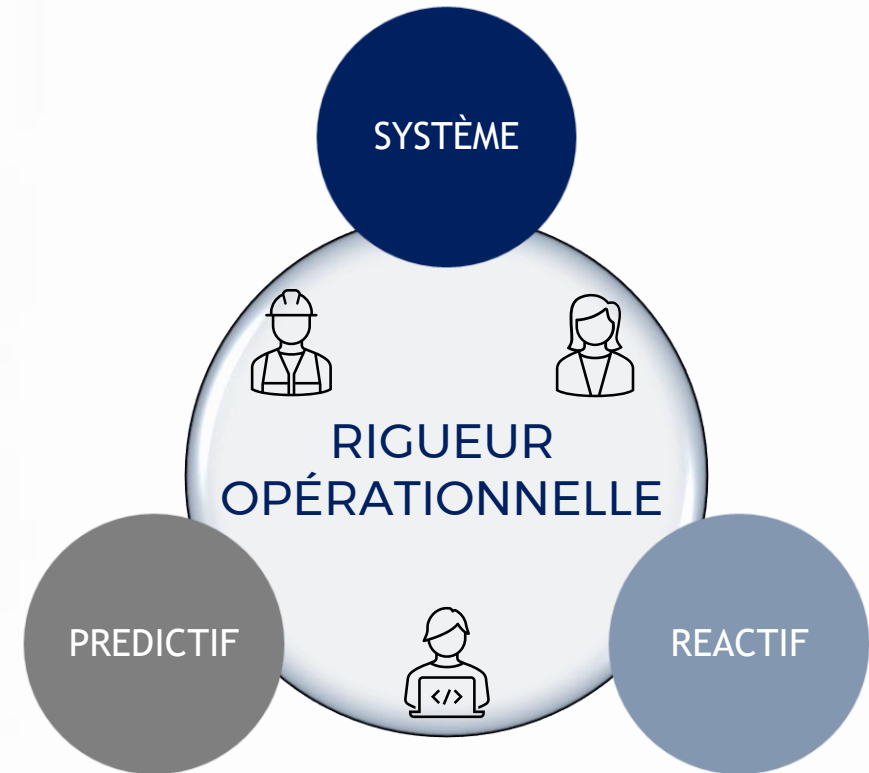 SYSTÈME
RIGUEUR
OPÉRATIONNELLE
PREDICTIF
REACTIF
</>